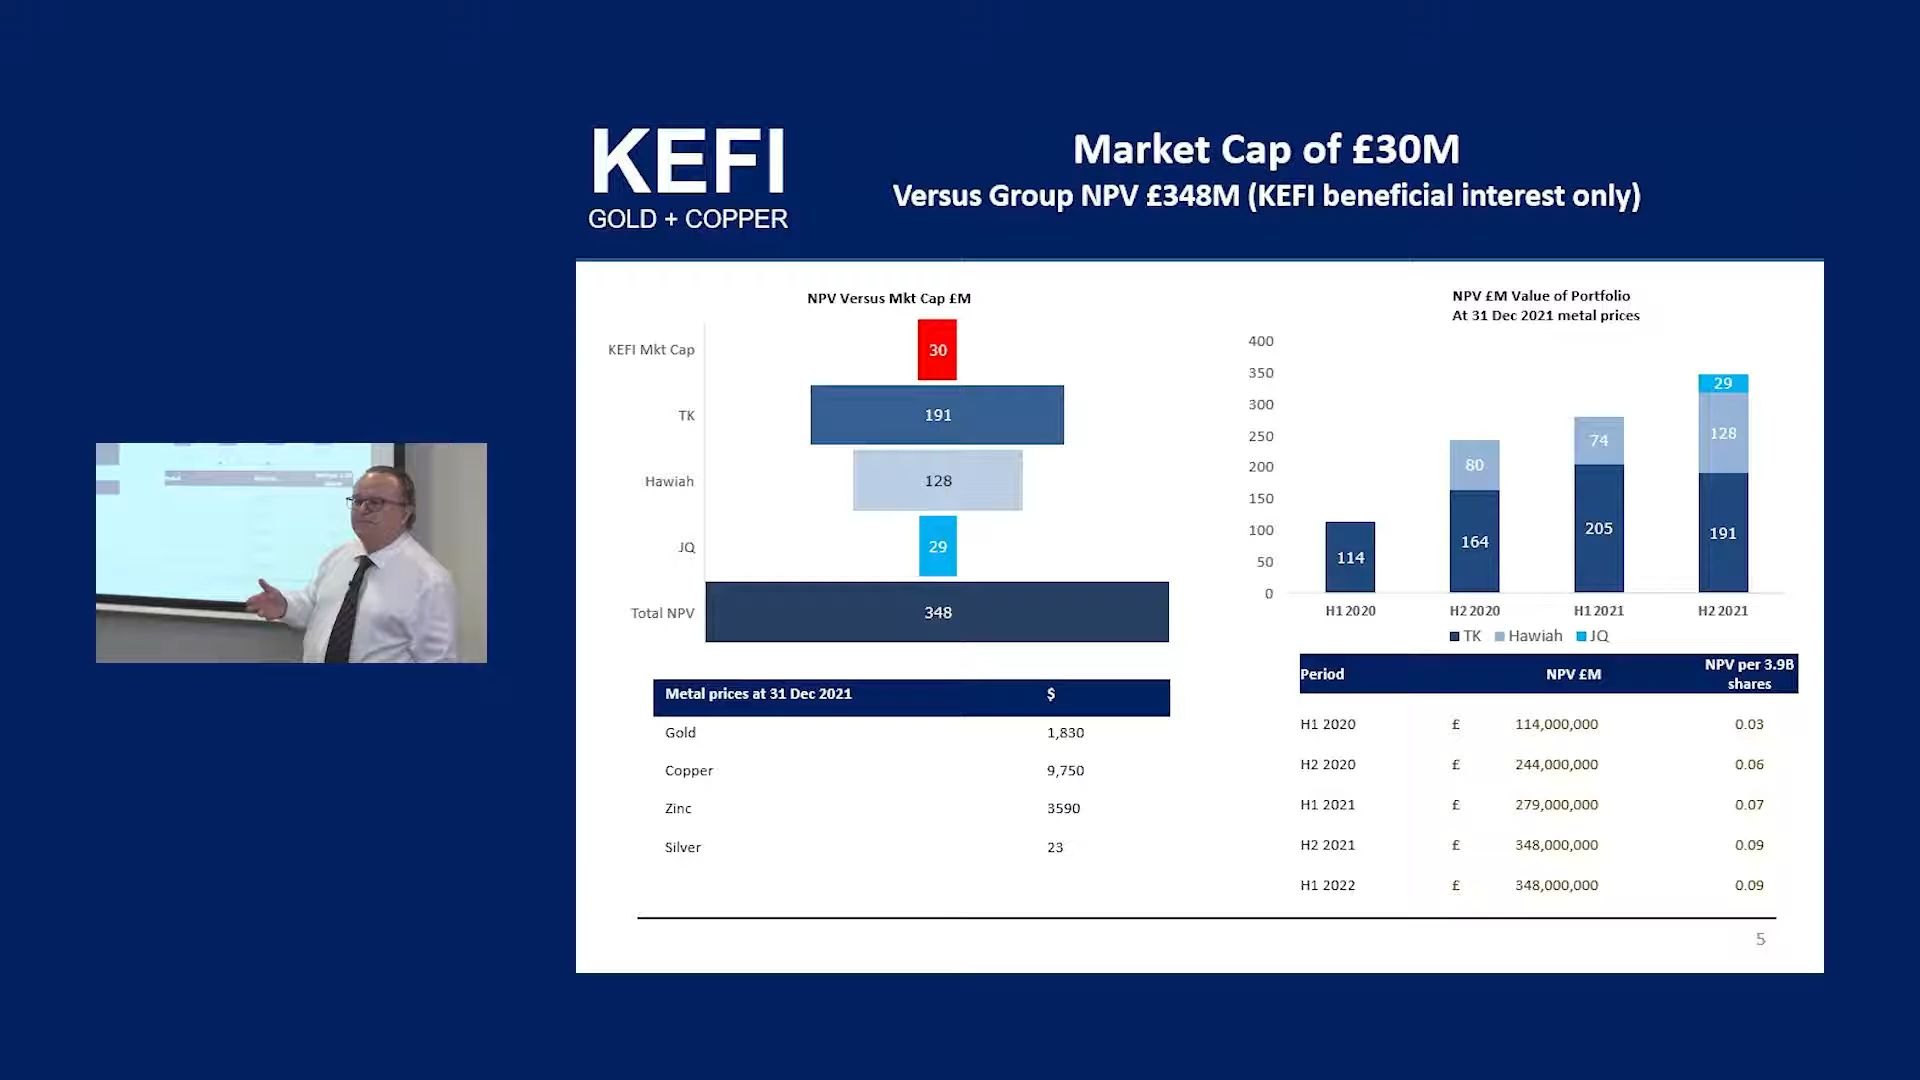 KEFI
GOLD + COPPER
Market Cap of £30M
Versus Group NPV £348M (KEFI beneficial interest only)
NPV Versus Mkt Cap £M
KEFI Mkt Cap
30
TK
191
Hawiah
128
JQ
29
Total NPV
348
Metal prices at 31 Dec 2021 $
Gold 1,830
Copper 9,750
Zinc 3590
Silver 23
NPV £M Value of Portfolio
At 31 Dec 2021 metal prices
400
350
300
250
200
150
100
50
0
114
80
164
74
205
29
128
191
H1 2020 H2 2020 H1 2021 H2 2021
TK Hawiah JQ
Period NPV £M NPV per 3.9B
shares
H1 2020 £ 114,000,000 0.03
H2 2020 £ 244,000,000 0.06
H1 2021 £ 279,000,000 0.07
H2 2021 £ 348,000,000 0.09
H1 2022 £ 348,000,000 0.09
5